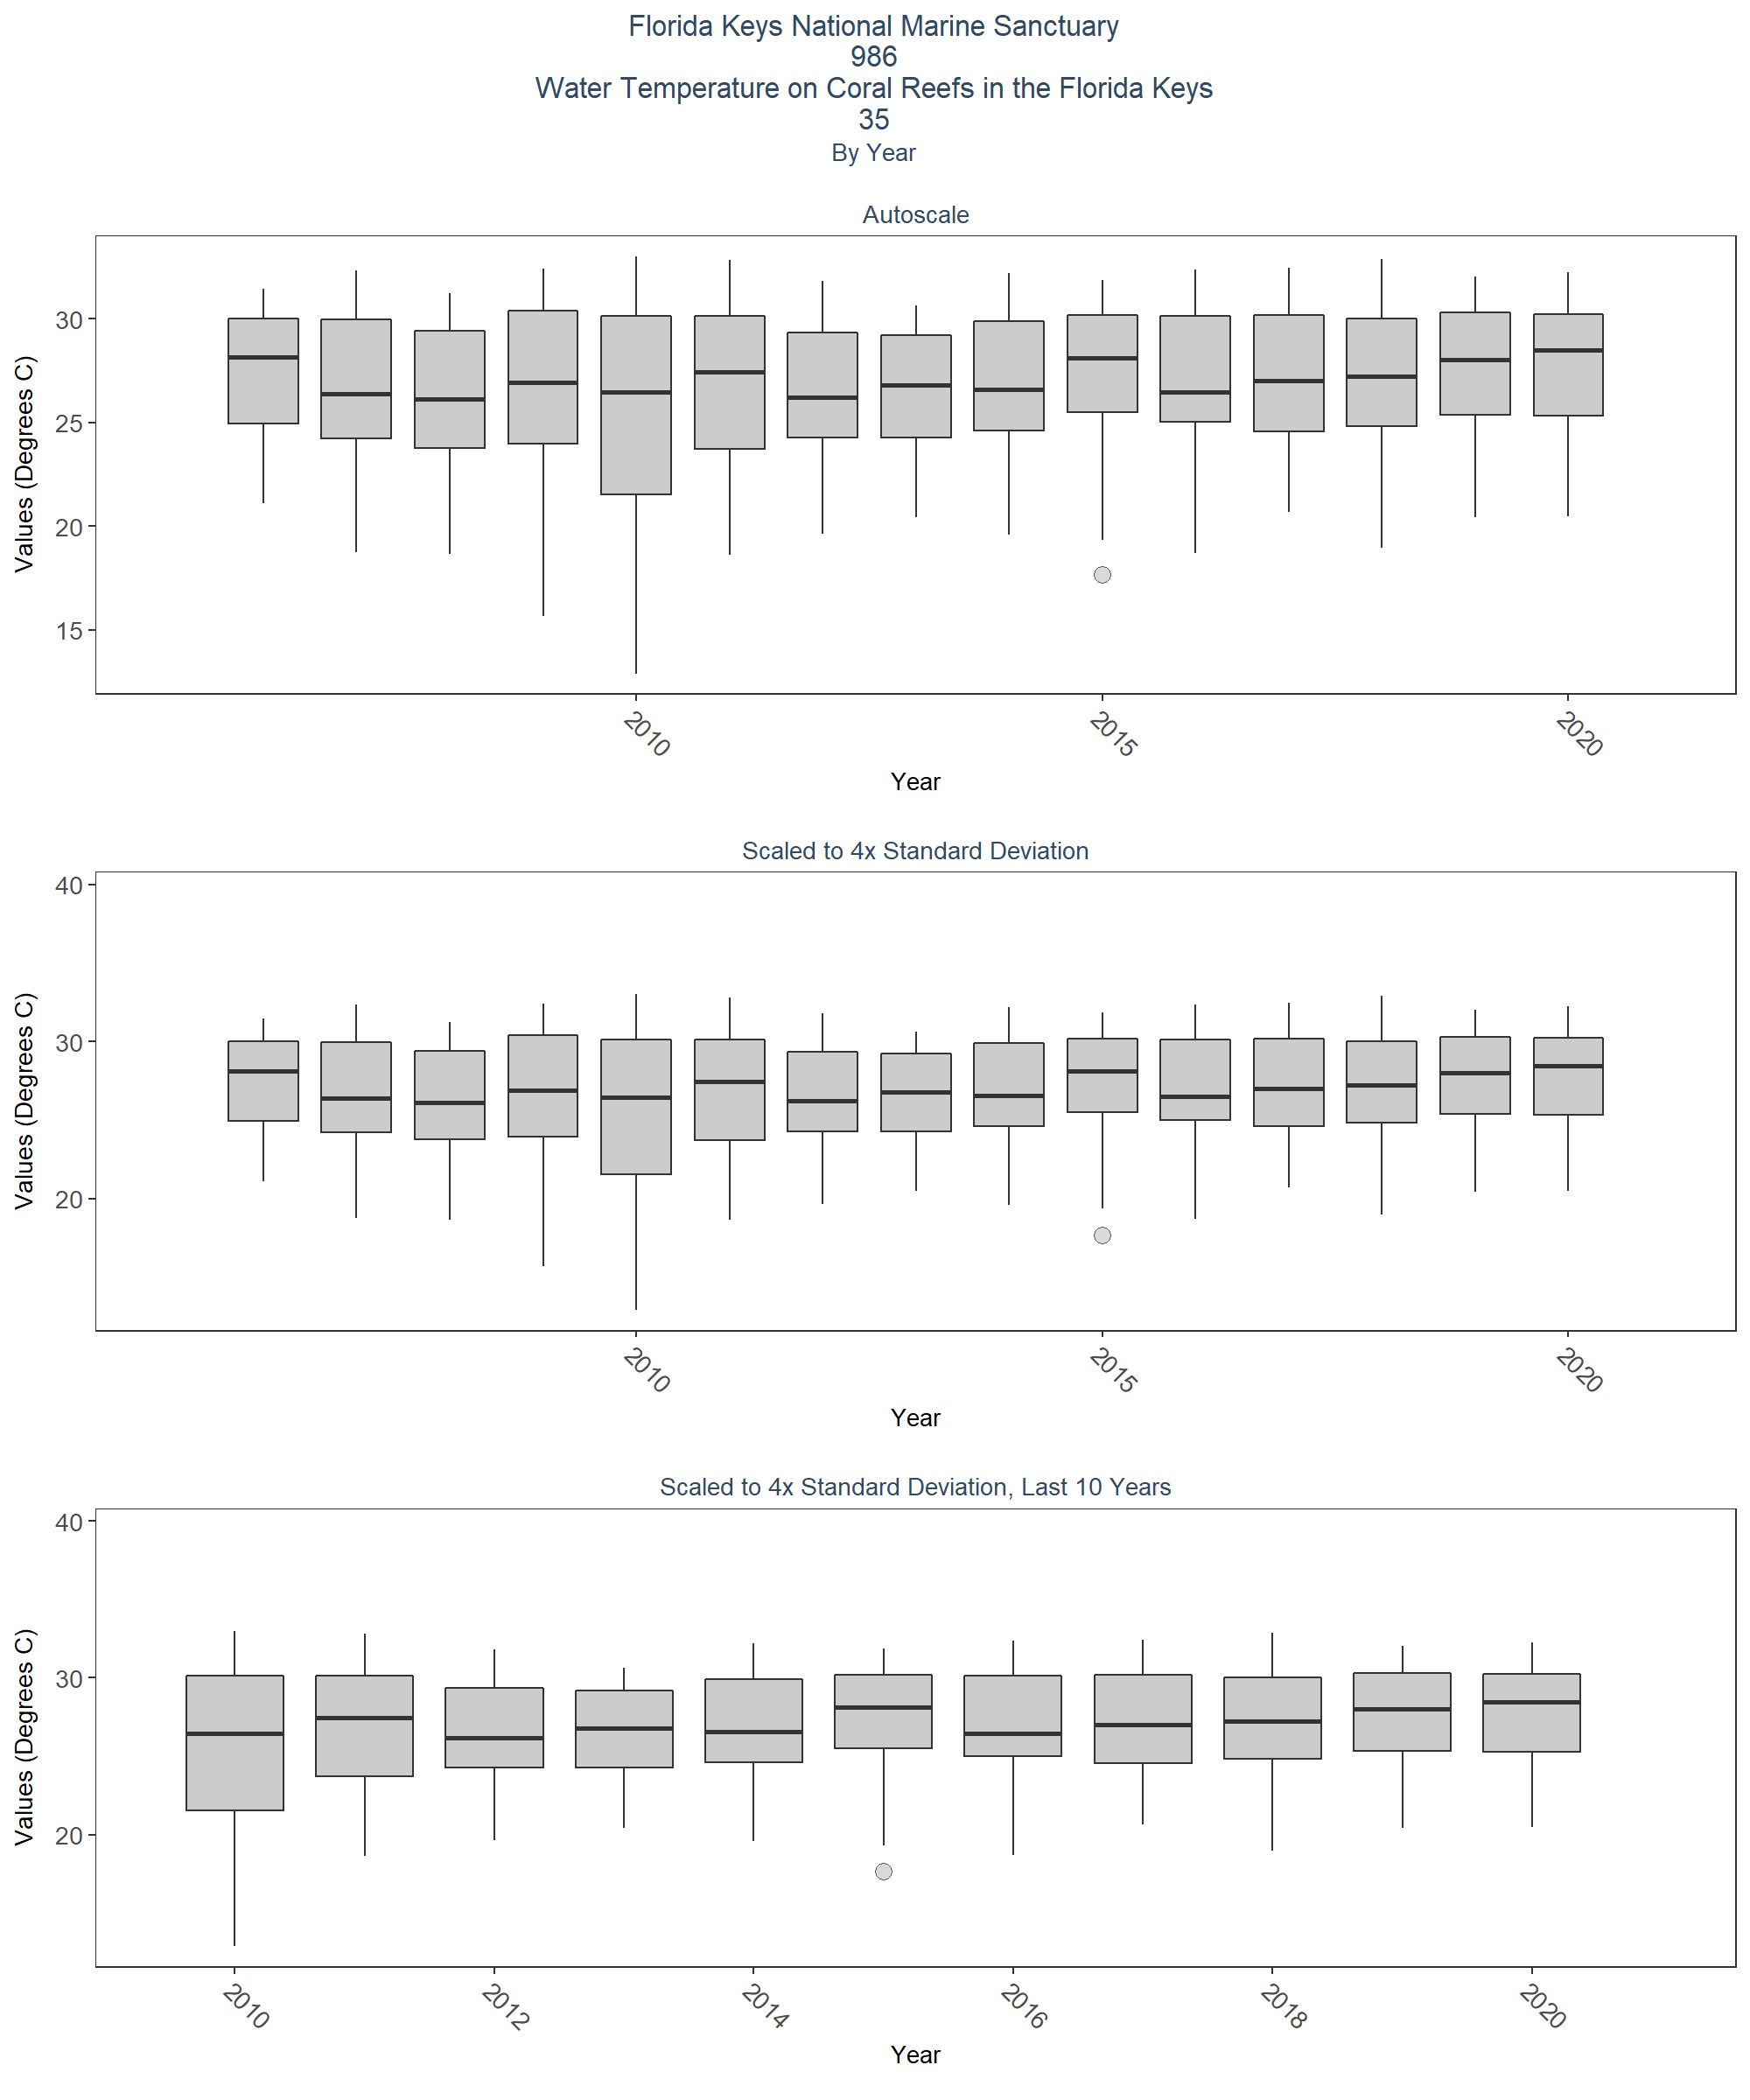 Florida Keys National Marine Sanctuary
986
Water Temperature on Coral Reefs in the Florida Keys
35
By Year
Autoscale
Values (Degrees C)
30
25
20
15
2010
2015
2020
Year
Scaled to 4x Standard Deviation
Values (Degrees C)
40
30
20
2010
2015
2020
Year
Scaled to 4x Standard Deviation, Last 10 Years
Values (Degrees C)
40
30
20
2010
2012
2014
2016
2018
2020
Year